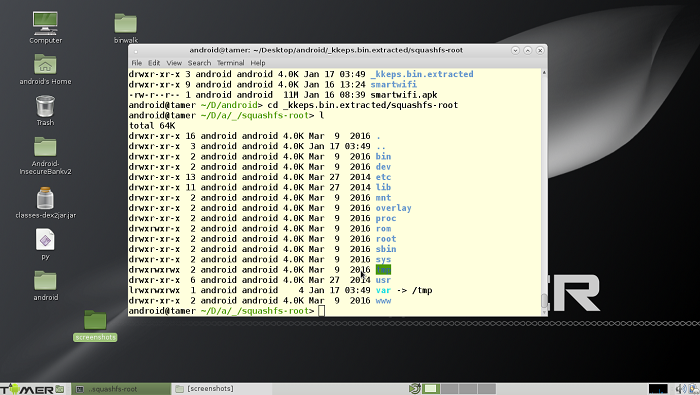 Computer
binwalk
android's Home
Trash
Android-
InsecureBankv2
classes-dex2jar.jar
py
android
screenshots
android@tamer: ~/Desktop/android/_kkeps.bin.extracted/squashfs-root
File Edit View Search Terminal Help
drwxr-xr-x 3 android android 4.0K Jan 17 03:49 _kkeps.bin.extracted
drwxr-xr-x 9 android android 4.0K Jan 16 13:24 smartwifi
-rw-r--r-- 1 android android 11M Jan 16 08:39 smartwifi.apk
android@tamer ~/D/android> cd _kkeps.bin.extracted/squashfs-root
android@tamer ~/D/a/_/squashfs-root> l
total 64K
drwxr-xr-x 16 android android 4.0K Mar 9 2016 .
drwxr-xr-x 3 android android 4.0K Jan 17 03:49 ..
drwxr-xr-x 2 android android 4.0K Mar 9 2016 bin
drwxr-xr-x 2 android android 4.0K Mar 9 2016 dev
drwxr-xr-x 13 android android 4.0K Mar 27 2014 etc
drwxr-xr-x 11 android android 4.0K Mar 27 2014 lib
drwxr-xr-x 2 android android 4.0K Mar 9 2016 mnt
drwxr-xr-x 2 android android 4.0K Mar 9 2016 overlay
drwxr-xr-x 2 android android 4.0K Mar 9 2016 proc
drwxrwxr-x 2 android android 4.0K Mar 9 2016 rom
drwxr-xr-x 2 android android 4.0K Mar 9 2016 root
drwxr-xr-x 2 android android 4.0K Mar 9 2016 sbin
drwxr-xr-x 2 android android 4.0K Mar 9 2016 sys
drwxrwxrwx 2 android android 4.0K Mar 9 2016 tmp
drwxr-xr-x 6 android android 4.0K Mar 27 2014 usr
lrwxrwxrwx 1 android android 4 Jan 17 03:49 var -> /tmp
drwxr-xr-x 2 android android 4.0K Mar 9 2016 www
android@tamer ~/D/a/_/squashfs-root>
ER
TAMER
..squashfs-root
[screenshots]